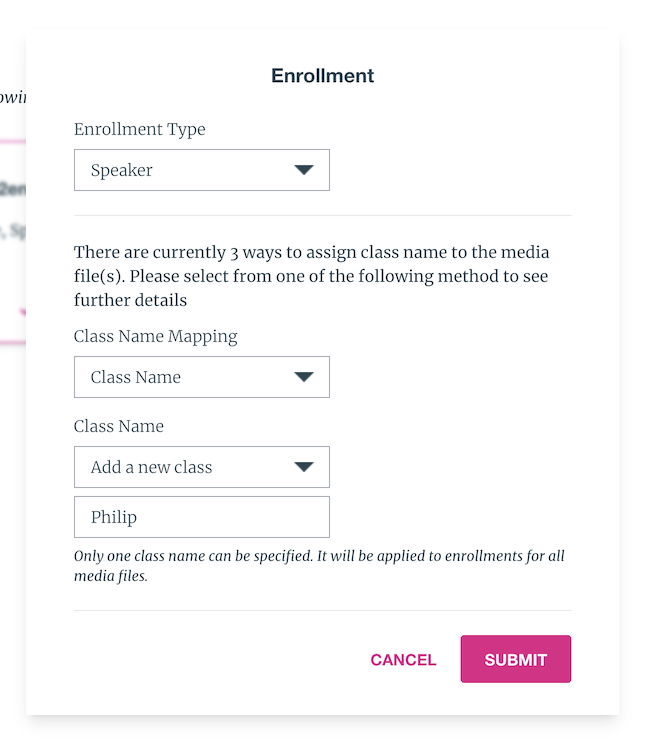 Enrollment
Enrollment Type
Speaker
There are currently 3 ways to assign class name to the media
file(s). Please select from one of the following method to see
further details
Class Name Mapping
Class Name
Class Name
Add a new class
Philip
Only one class name can be specified. It will be applied to enrollments for all
media files.
CANCEL
SUBMIT